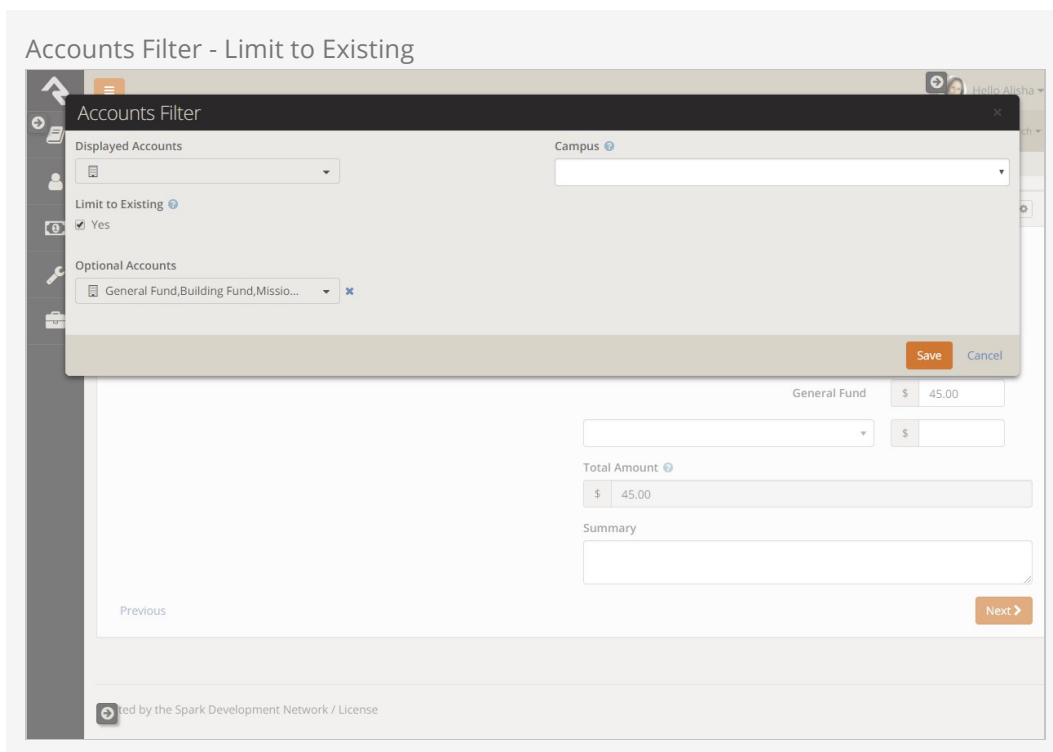 Accounts Filter - Limit to Existing
Hello Alisha
Accounts Filter
ch
Displayed Accounts
Campus
Limit to Existing
Yes
Optional Accounts
General Fund,Building Fund,Missio...
Save Cancel
General Fund $ 45.00
$
Total Amount
$ 45.00
Summary
Previous
Next
ted by the Spark Development Network / License